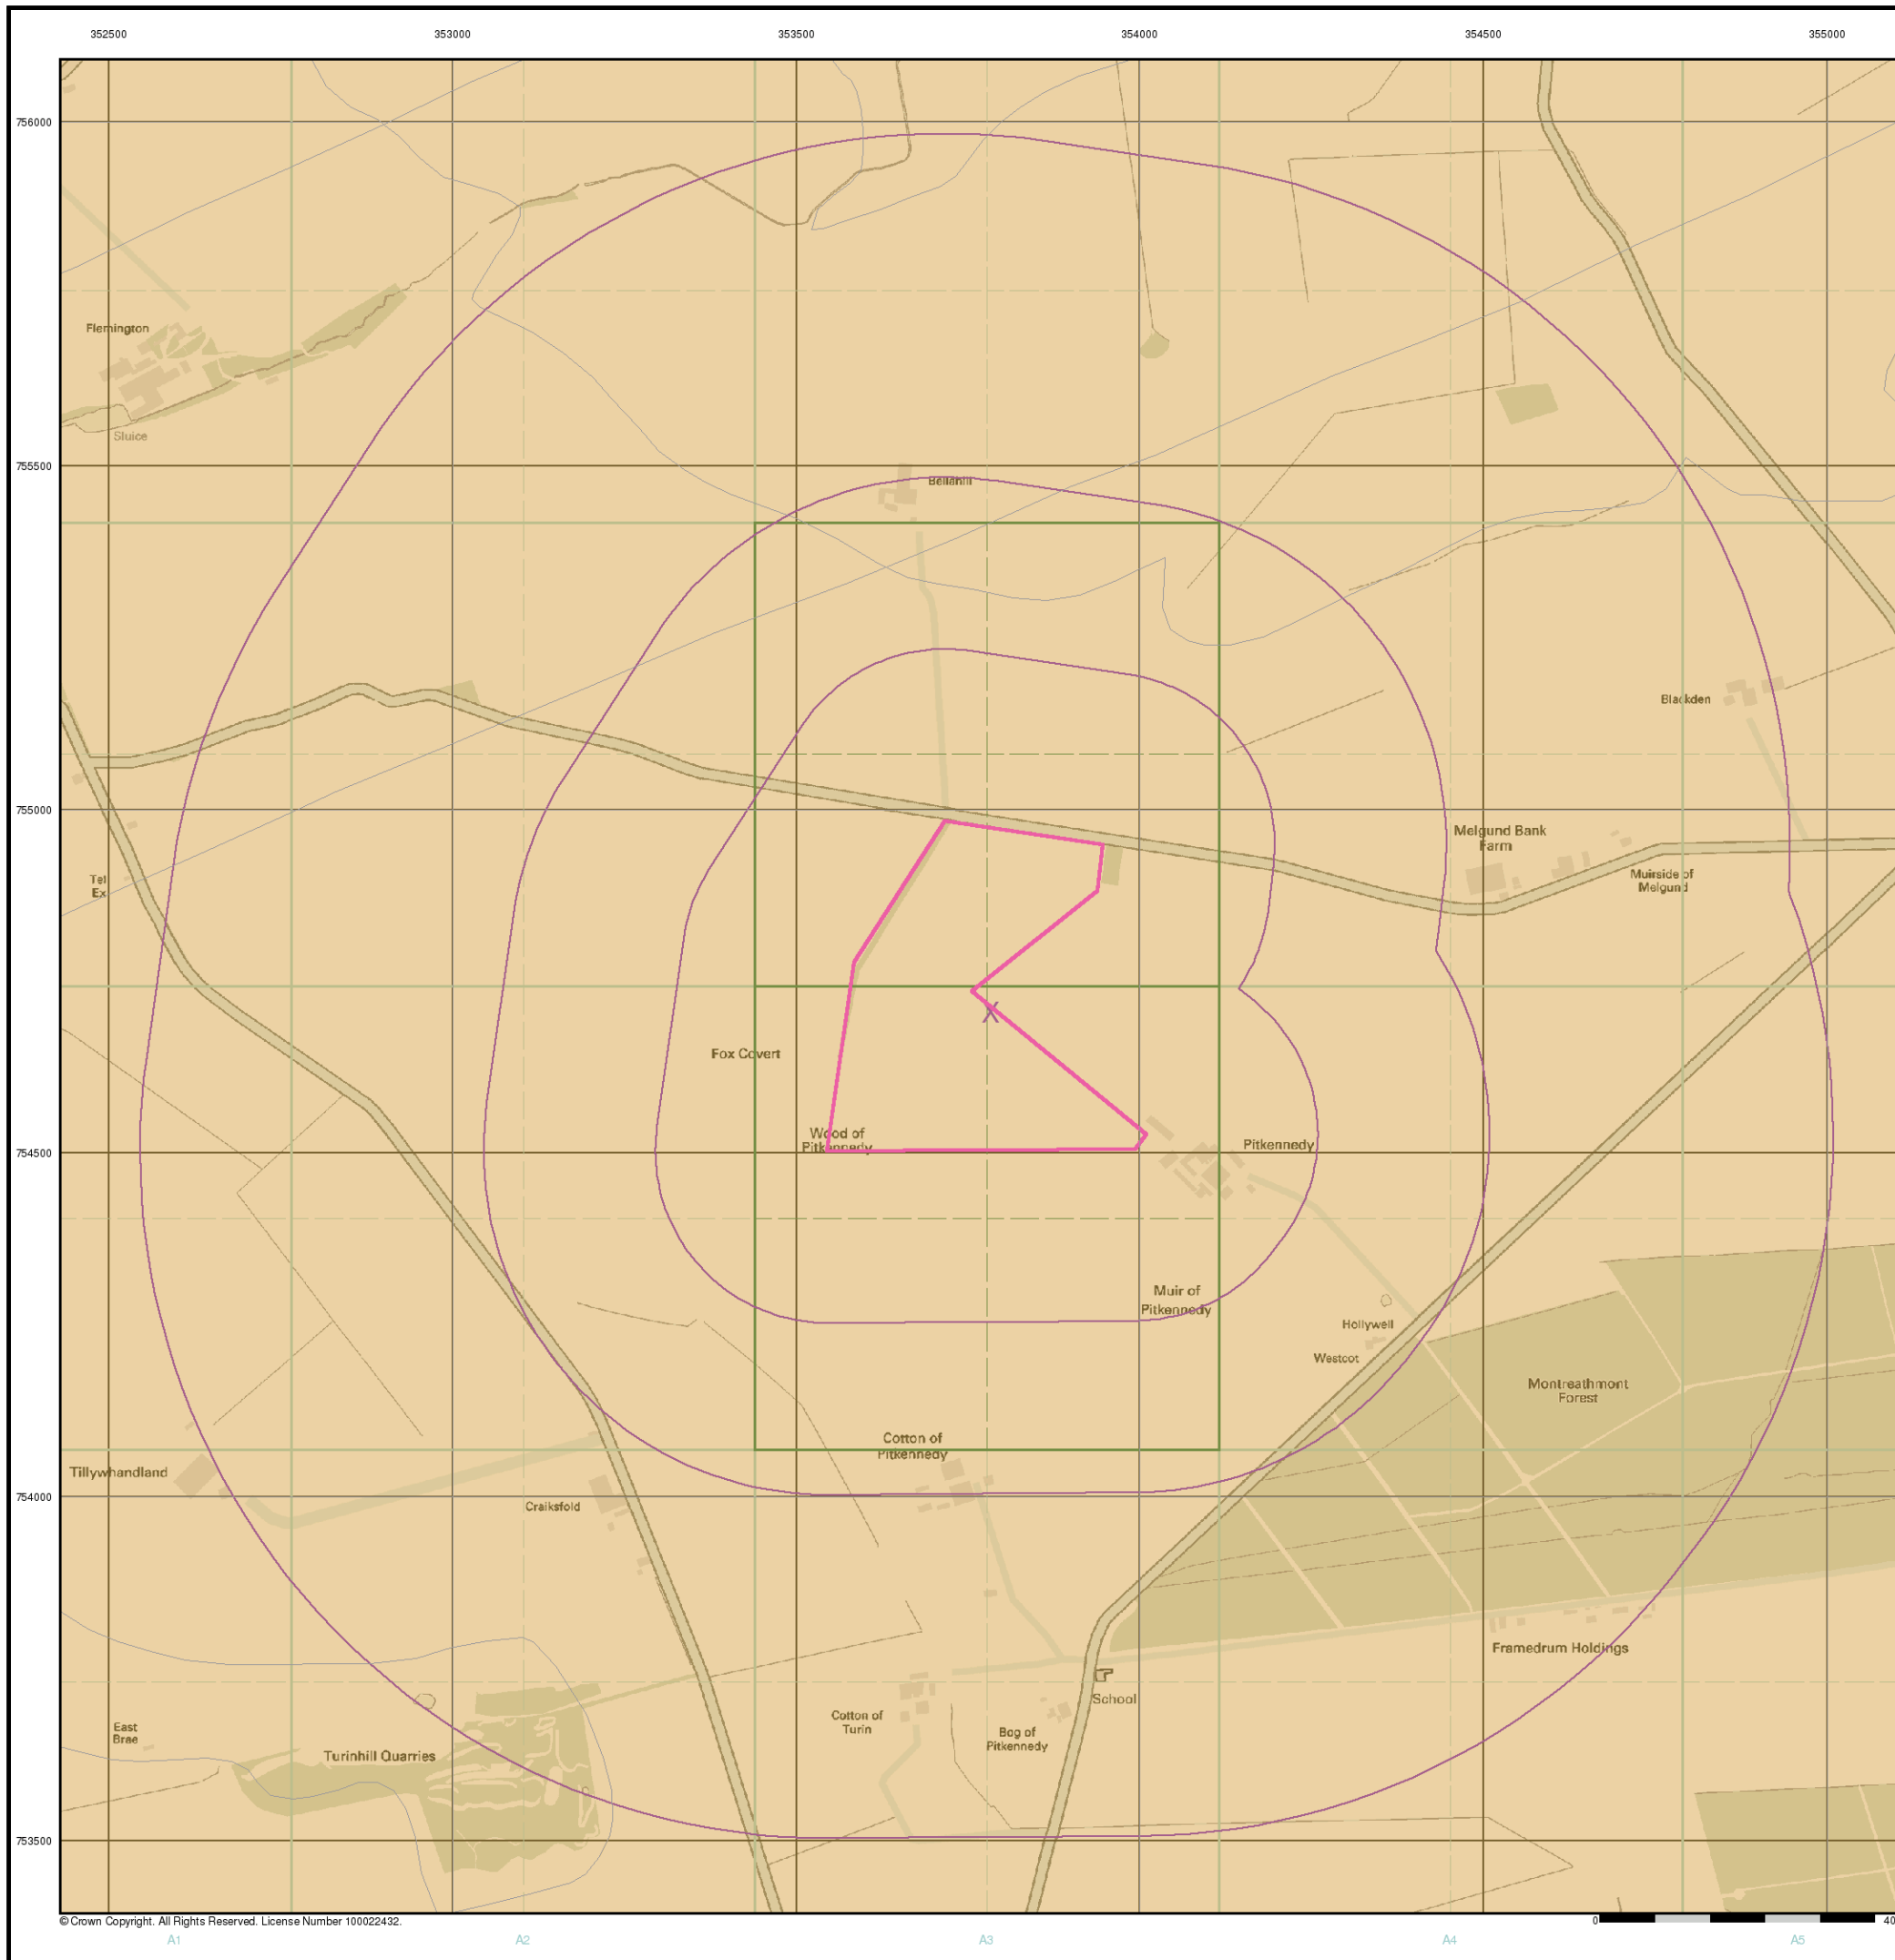 352500 353000 353500 354000 354500 355000
756000
Flemington
Sluice
755500
Bellahill
Blackden
755000
Melgund Bank
Farm
Muirside of
Melgund
Tel
Ex
X
Fox Covert
Wood of
Pitkennedy
Pitkennedy
754500
Muir of
Pitkennedy
Hollywell
Westcot
Montreathmont
Forest
Cotton of
Pitkennedy
Tillywhandland
Craiksfold
754000
Framedrum Holdings
School
Cotton of
Turin
Bog of
Pitkennedy
East
Brae
Turinhill Quarries
753500
© Crown Copyright. All Rights Reserved. License Number 100022432.
0 40
A1 A2 A3 A4 A5